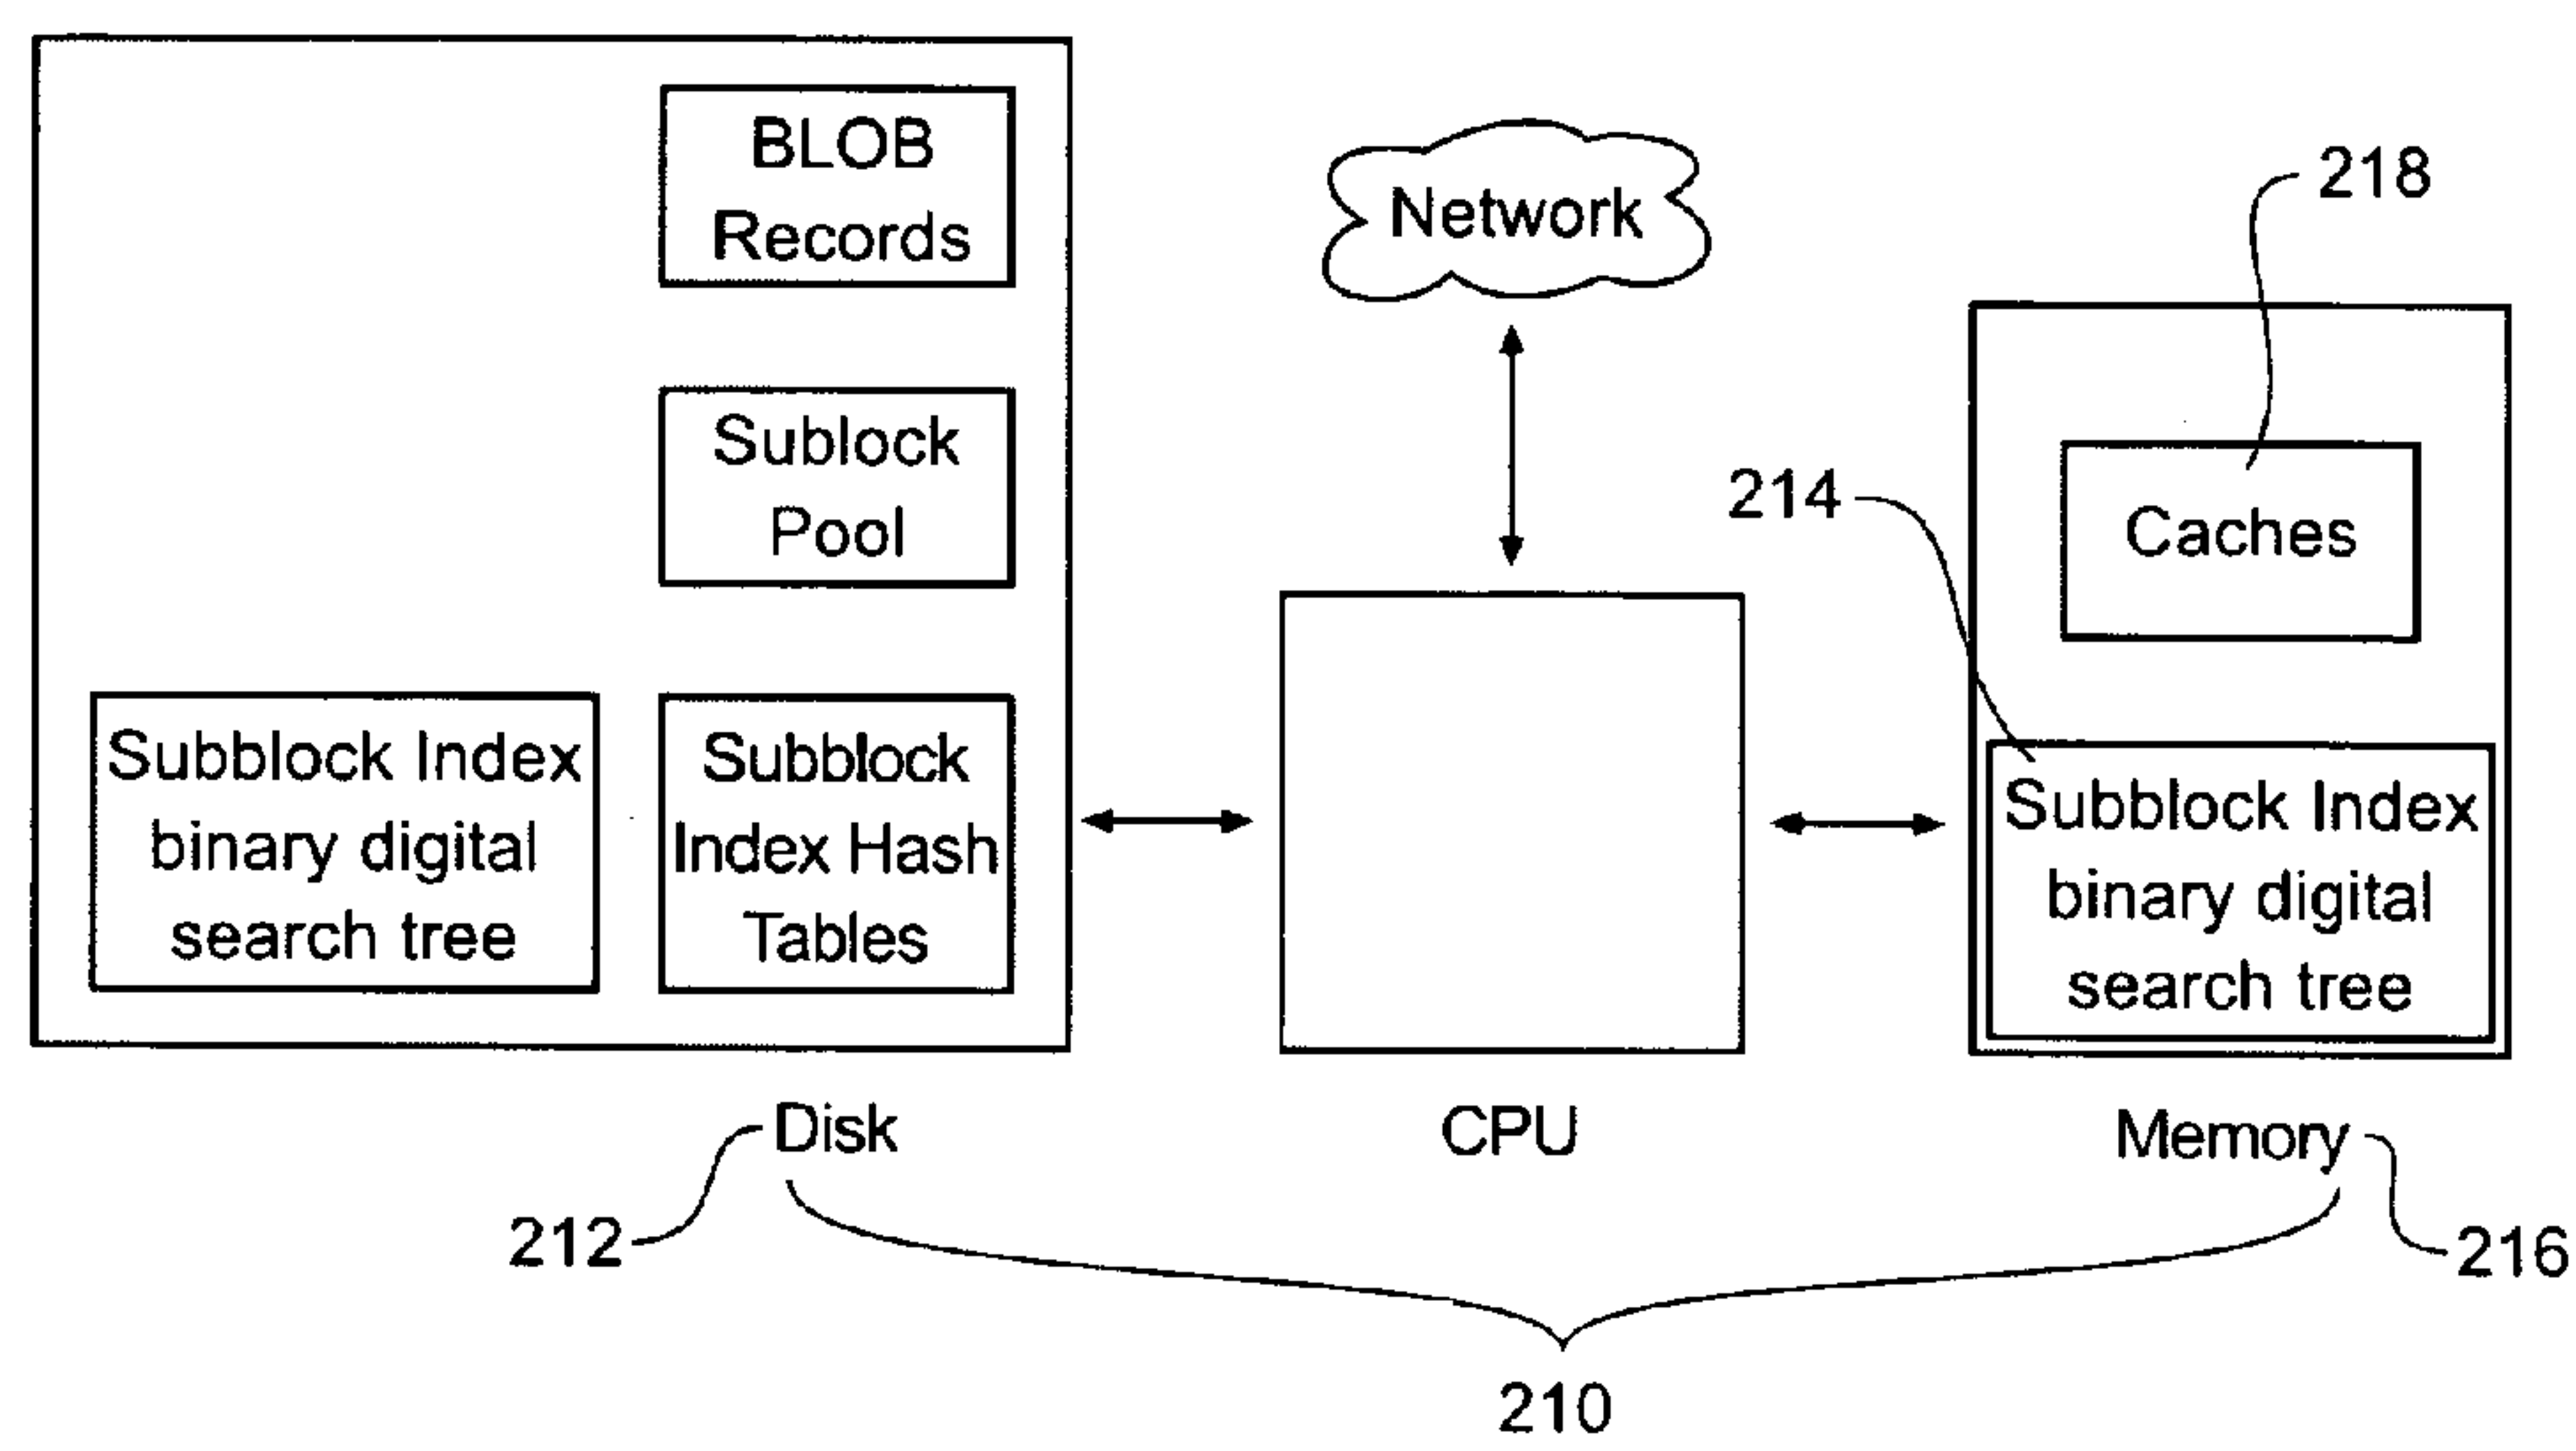 BLOB
Records
Sublock
Pool
Subblock Index
binary digital
search tree
Subblock
Index Hash
Tables
Disk
212
Network
CPU
218
214
Caches
Subblock Index
binary digital
search tree
Memory
216
210